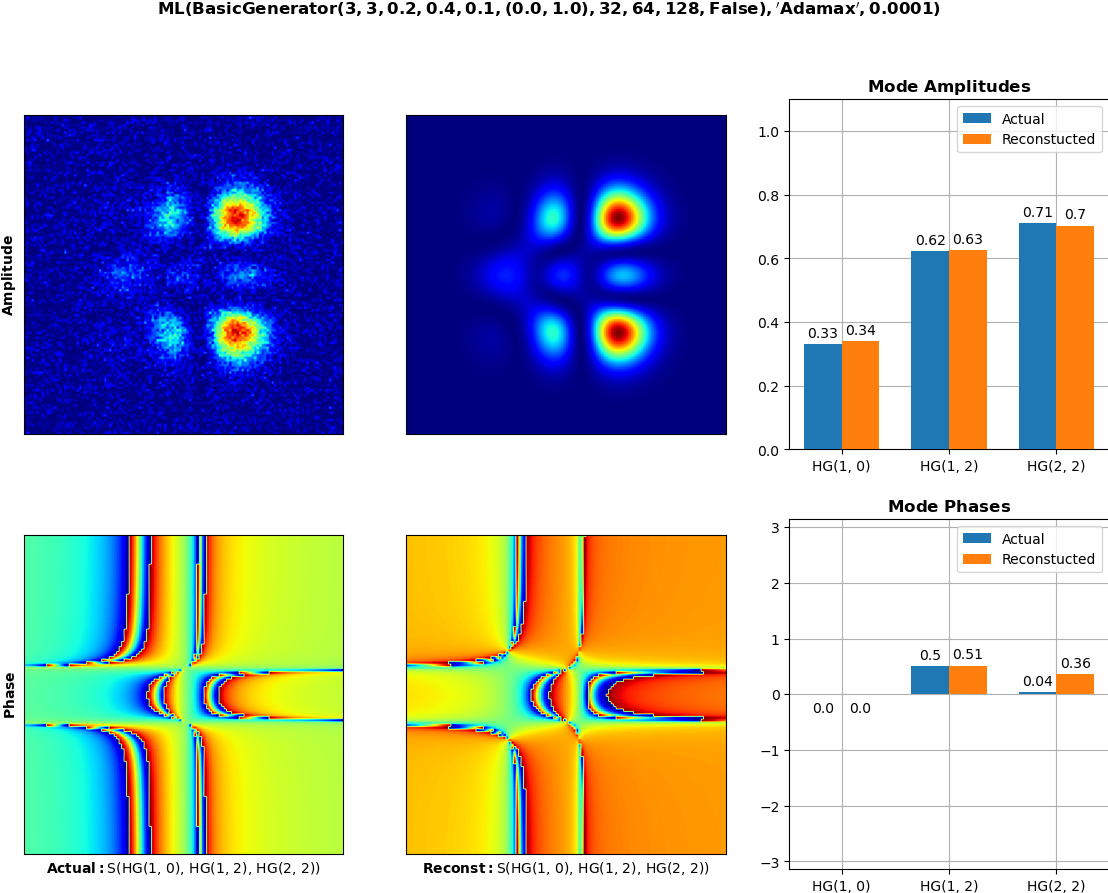 ML(BasicGenerator(3, 3, 0.2, 0.4, 0.1, (0.0, 1.0), 32, 64, 128, False), ′Adamax′, 0.0001)
Amplitude
Mode Amplitudes
Actual
Reconstucted
1.0
0.8
0.6
0.4
0.2
0.0
0.33
0.34
0.62
0.63
0.71
0.7
HG(1, 0)
HG(1, 2)
HG(2, 2)
Phase
Actual: S(HG(1, 0), HG(1, 2), HG(2, 2))
Reconst: S(HG(1, 0), HG(1, 2), HG(2, 2))
Mode Phases
Actual
Reconstucted
3
2
1
0
−1
−2
−3
0.0
0.0
0.5
0.51
0.04
0.36
HG(1, 0)
HG(1, 2)
HG(2, 2)